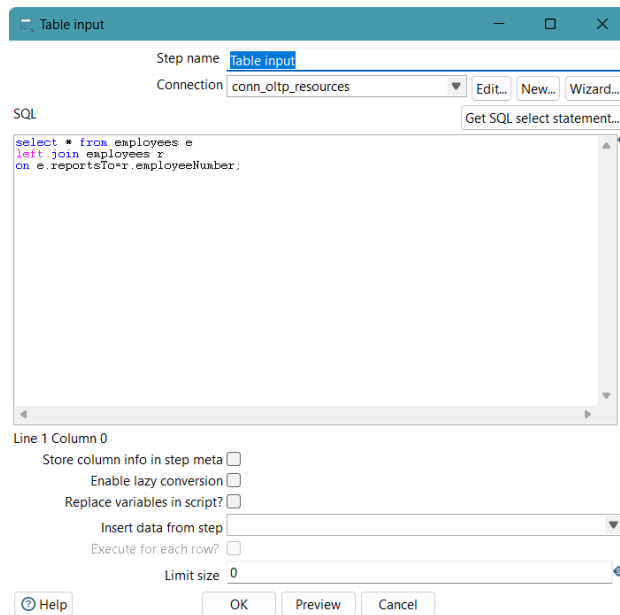 Table input
Step name Table input
Connection conn_oltp_resources Edit... New... Wizard...
SQL Get SQL select statement...
select * from employees e
left join employees r
on e.reportsTo=r.employeeNumber;
Line 1 Column 0
Store column info in step meta
Enable lazy conversion
Replace variables in script?
Insert data from step
Execute for each row?
Limit size 0
Help OK Preview Cancel